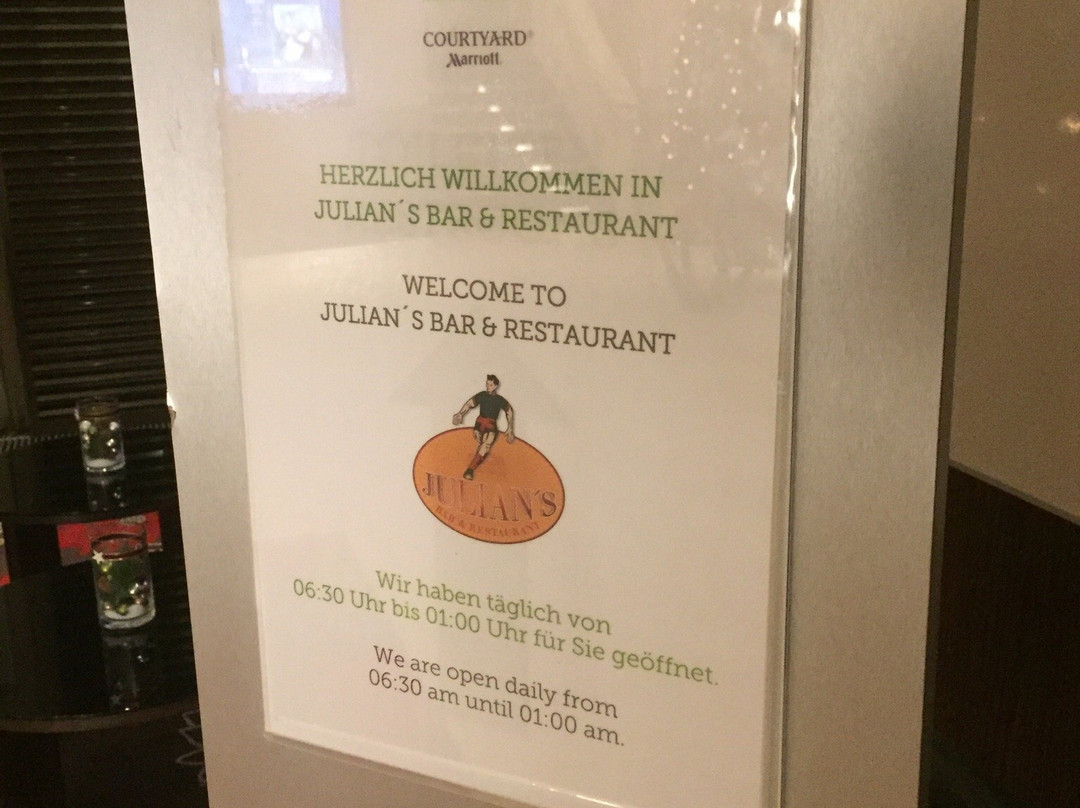 COURTYARD®
Marriott
HERZLICH WILLKOMMEN IN
JULIAN´S BAR & RESTAURANT
WELCOME TO
JULIAN´S BAR & RESTAURANT
JULIAN'S
BAR & RESTAURANT
Wir haben täglich von
06:30 Uhr bis 01:00 Uhr für Sie geöffnet.
We are open daily from
06:30 am until 01:00 am.